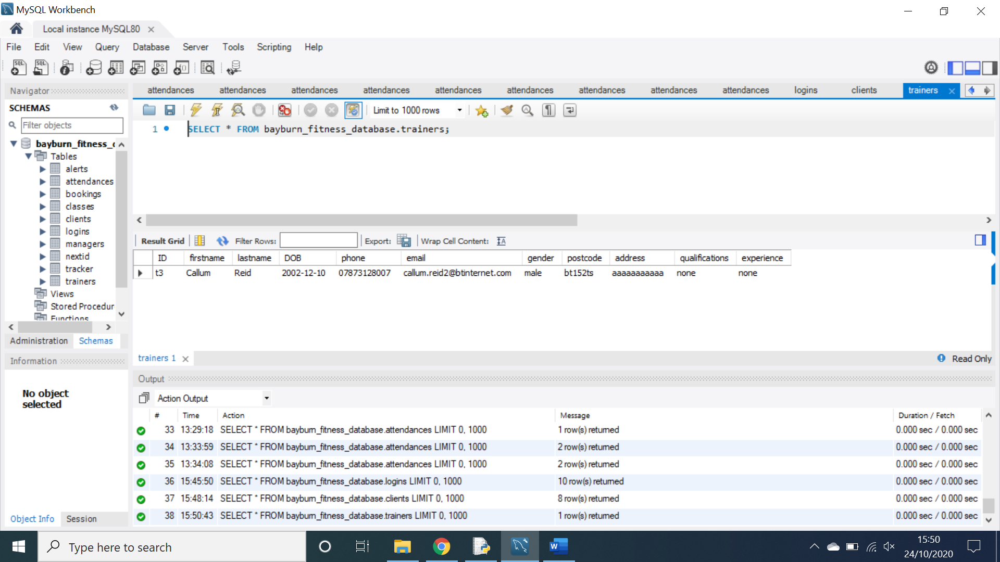 MySQL Workbench
Local instance MySQL80
File Edit View Query Database Server Tools Scripting Help
Navigator
SCHEMAS
Filter objects
bayburn_fitness_
Tables
alerts
attendances
bookings
classes
clients
logins
managers
nextid
tracker
trainers
Views
Stored Procedur
Functions
Administration Schemas
Information
No object
selected
Object Info Session
attendances attendances attendances attendances attendances attendances attendances attendances attendances logins clients trainers
Limit to 1000 rows
1 SELECT * FROM bayburn_fitness_database.trainers;
Result Grid Filter Rows: Export: Wrap Cell Content:
ID firstname lastname DOB phone email gender postcode address qualifications experience
t3 Callum Reid 2002-12-10 07873128007 callum.reid2@btinternet.com male bt152ts aaaaaaaaaaa none none
trainers 1 Read Only
Output
Action Output
# Time Action Message Duration / Fetch
33 13:29:18 SELECT * FROM bayburn_fitness_database.attendances LIMIT 0, 1000 1 row(s) returned 0.000 sec / 0.000 sec
34 13:33:59 SELECT * FROM bayburn_fitness_database.attendances LIMIT 0, 1000 2 row(s) returned 0.000 sec / 0.000 sec
35 13:34:08 SELECT * FROM bayburn_fitness_database.attendances LIMIT 0, 1000 2 row(s) returned 0.000 sec / 0.000 sec
36 15:45:50 SELECT * FROM bayburn_fitness_database.logins LIMIT 0, 1000 10 row(s) returned 0.000 sec / 0.000 sec
37 15:48:14 SELECT * FROM bayburn_fitness_database.clients LIMIT 0, 1000 8 row(s) returned 0.000 sec / 0.000 sec
38 15:50:43 SELECT * FROM bayburn_fitness_database.trainers LIMIT 0, 1000 1 row(s) returned 0.000 sec / 0.000 sec
Type here to search
15:50
24/10/2020